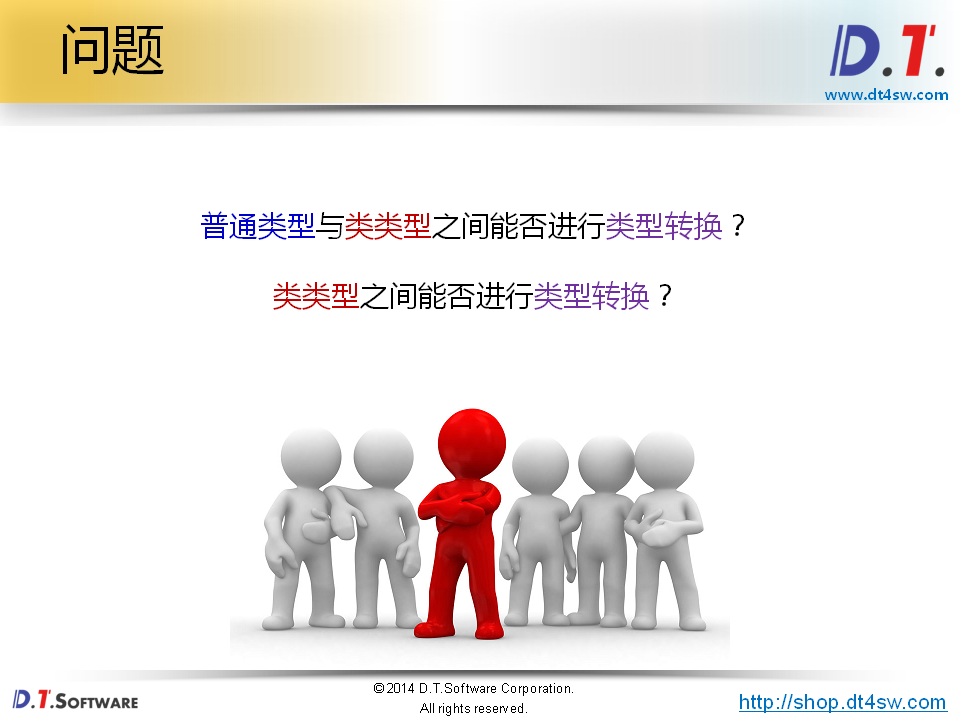 问题
D.T.
www.dt4sw.com
普通类型与类类型之间能否进行类型转换？
类类型之间能否进行类型转换？
D.T.SOFTWARE
©2014 D.T.Software Corporation.
All rights reserved.
http://shop.dt4sw.com